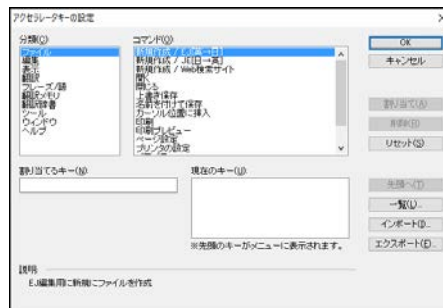 アクセラレータキーの設定
分類(C)
コマンド(O)
ファイル
編集
表示
翻訳
フレーズ/語
翻訳メモリ
翻訳辞書
ツール
ウィンドウ
ヘルプ
新規作成 / EJ[英→日]
新規作成 / JE[日→英]
新規作成 / Web検索サイト
開く
閉じる
上書き保存
名前を付けて保存
カーソル位置に挿入
印刷
印刷プレビュー
ページ設定
プリンタの設定
OK
キャンセル
割り当て(A)
削除(R)
リセット(S)
割り当てるキー(N)
現在のキー(U)
先頭へ(T)
一覧(L)...
インポート(I)...
エクスポート(E)...
※先頭のキーがメニューに表示されます。
説明
EJ編集用に新規にファイルを作成